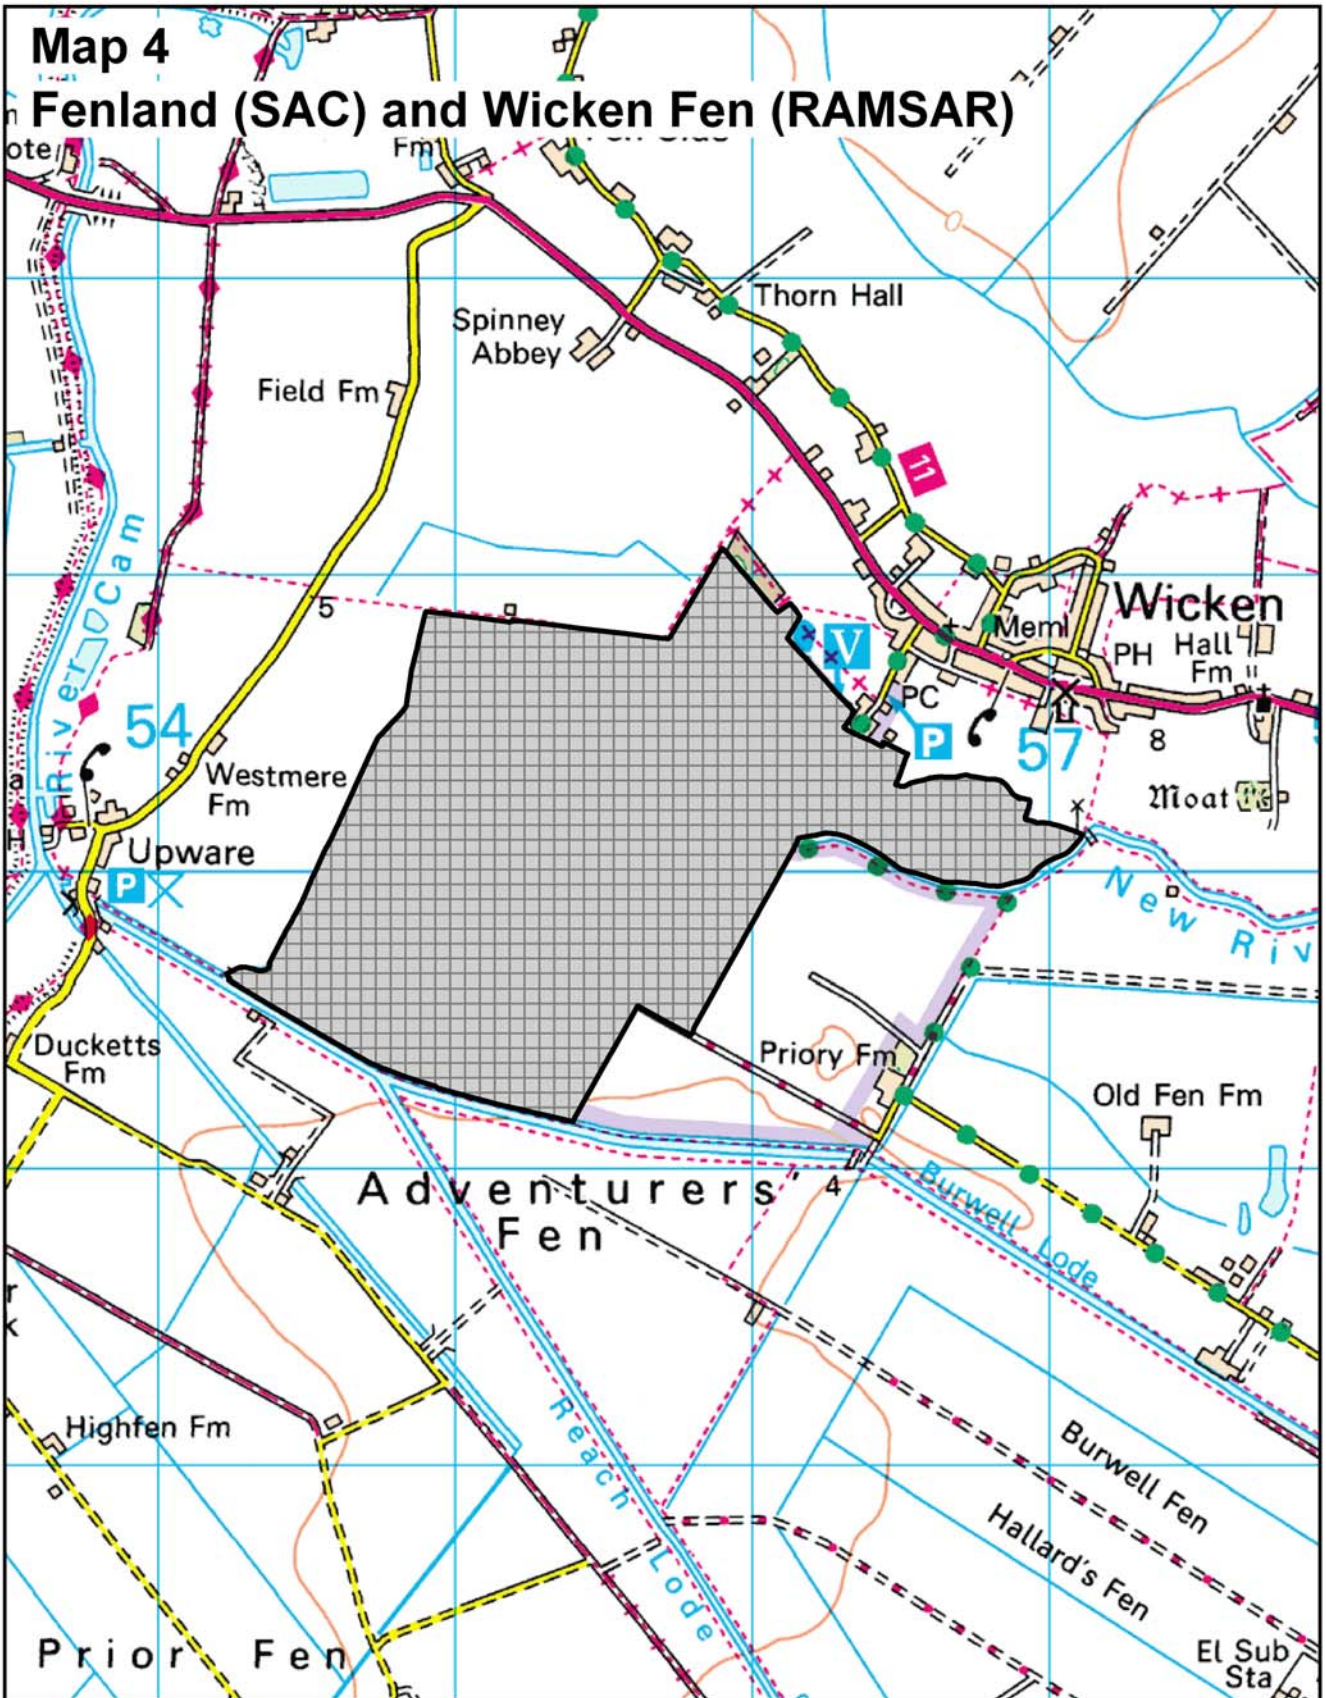 Map 4
Fenland (SAC) and Wicken Fen (RAMSAR)
ote
Fm
Thorn Hall
Spinney
Abbey
Field Fm
11
River Cam
5
Wicken
Meml
V
PH
Hall
Fm
PC
P
54
57
8
Westmere
Fm
Moat
a
H
Upware
P
New Riv
Ducketts
Fm
Priory Fm
Old Fen Fm
Adventurers'
Fen
4
Burwell Lode
r
k
Reach Lode
Highfen Fm
Burwell Fen
Hallard's Fen
Prior Fen
El Sub
Sta